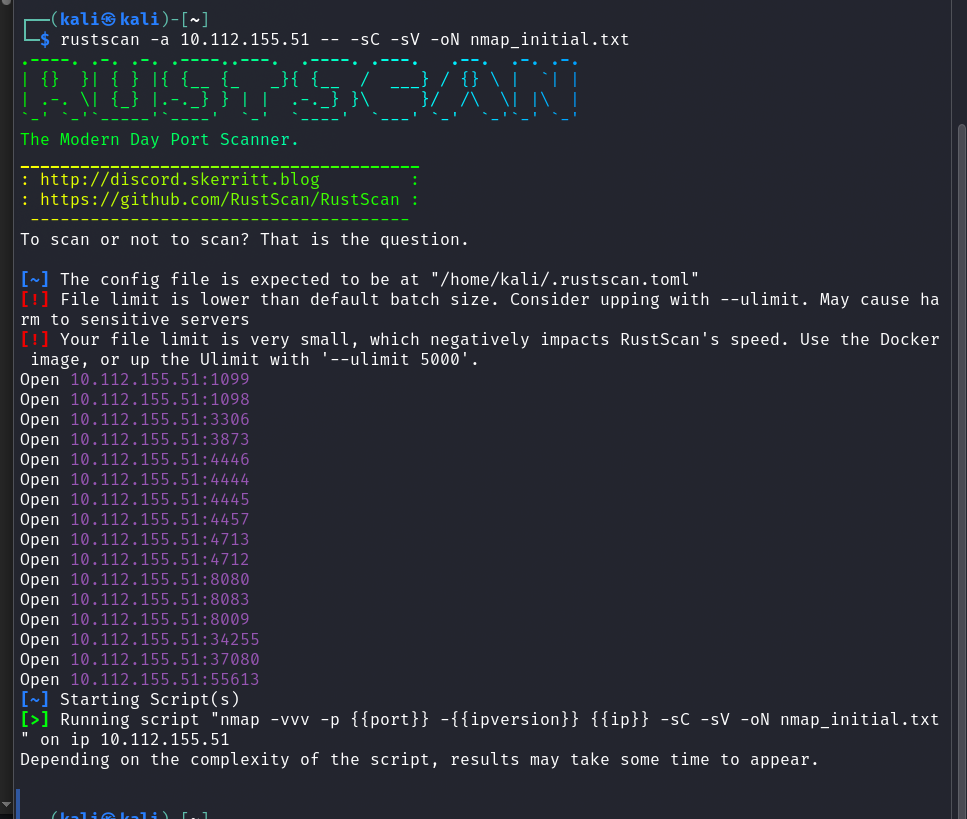 ┌──(kali㉿kali)-[~]
└─$ rustscan -a 10.112.155.51 -- -sC -sV -oN nmap_initial.txt
.----. .-. .-. .----..---.  .----. .---.   .--.  .-. .-.
| {}  }| { } |{ {__ {_   _}{ {__  /  ___} / {} \ |  `| |
| .-. \| {_} |.-._} } | |  .-._} }\     }/  /\  \| |\  |
`-' `-'`-----'`----'  `-'  `----'  `---' `-'  `-'`-' `-'
The Modern Day Port Scanner.
________________________________________
: http://discord.skerritt.blog         :
: https://github.com/RustScan/RustScan :
 --------------------------------------
To scan or not to scan? That is the question.
[~] The config file is expected to be at "/home/kali/.rustscan.toml"
[!] File limit is lower than default batch size. Consider upping with --ulimit. May cause ha
rm to sensitive servers
[!] Your file limit is very small, which negatively impacts RustScan's speed. Use the Docker
 image, or up the Ulimit with '--ulimit 5000'.
Open 10.112.155.51:1099
Open 10.112.155.51:1098
Open 10.112.155.51:3306
Open 10.112.155.51:3873
Open 10.112.155.51:4446
Open 10.112.155.51:4444
Open 10.112.155.51:4445
Open 10.112.155.51:4457
Open 10.112.155.51:4713
Open 10.112.155.51:4712
Open 10.112.155.51:8080
Open 10.112.155.51:8083
Open 10.112.155.51:8009
Open 10.112.155.51:34255
Open 10.112.155.51:37080
Open 10.112.155.51:55613
[~] Starting Script(s)
[>] Running script "nmap -vvv -p {{port}} -{{ipversion}} {{ip}} -sC -sV -oN nmap_initial.txt
" on ip 10.112.155.51
Depending on the complexity of the script, results may take some time to appear.
(kali㉿kali)-[~]